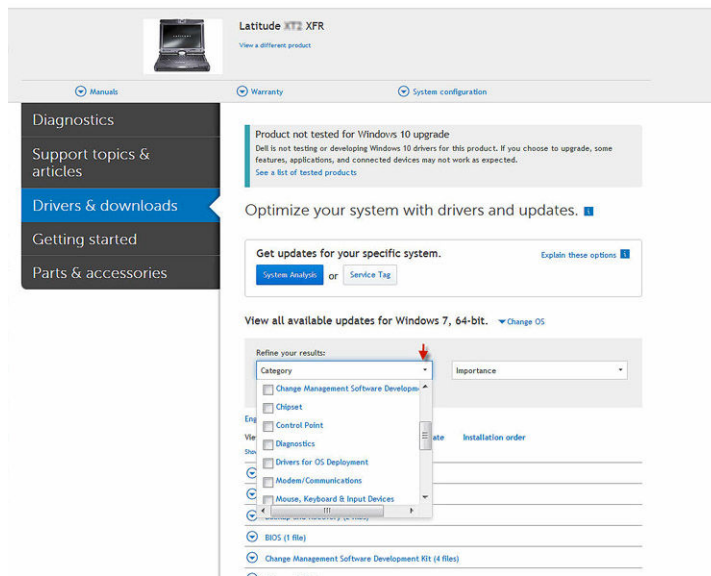 Latitude XT2 XFR
View a different product
Manuals
Warranty
System configuration
Diagnostics
Support topics &
articles
Drivers & downloads
Getting started
Parts & accessories
Product not tested for Windows 10 upgrade
Dell is not testing or developing Windows 10 drivers for this product. If you choose to upgrade, some
features, applications, and connected devices may not work as expected.
See a list of tested products
Optimize your system with drivers and updates.
Get updates for your specific system.
Explain these options
System Analysis or Service Tag
View all available updates for Windows 7, 64-bit. Change OS
Refine your results:
Category
Importance
Change Management Software Developm
Chipset
Control Point
Diagnostics
Drivers for OS Deployment
Modem/Communications
Mouse, Keyboard & Input Devices
Installation order
BIOS (1 file)
Change Management Software Development Kit (4 files)